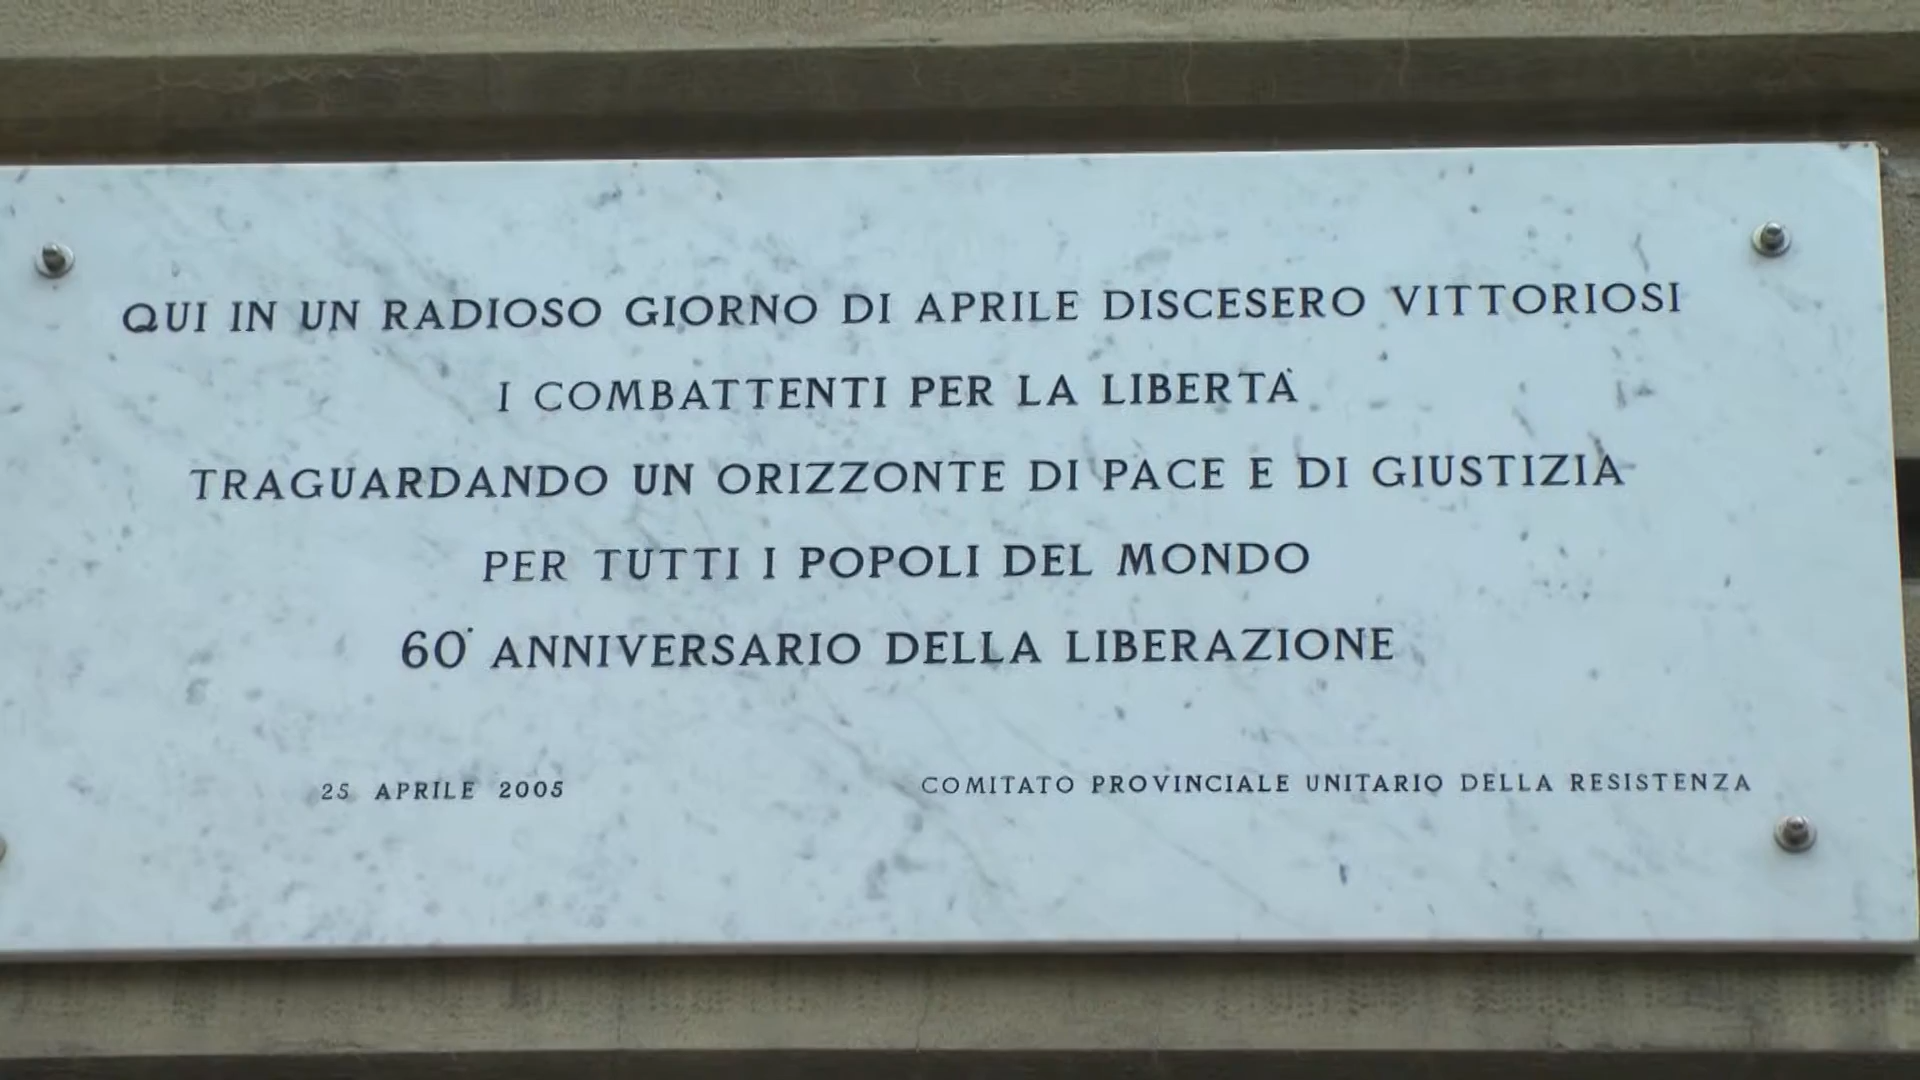 QUI IN UN RADIOSO GIORNO DI APRILE DISCESERO VITTORIOSI
I COMBATTENTI PER LA LIBERTÀ
TRAGUARDANDO UN ORIZZONTE DI PACE E DI GIUSTIZIA
PER TUTTI I POPOLI DEL MONDO
60° ANNIVERSARIO DELLA LIBERAZIONE
25 APRILE 2005 COMITATO PROVINCIALE UNITARIO DELLA RESISTENZA